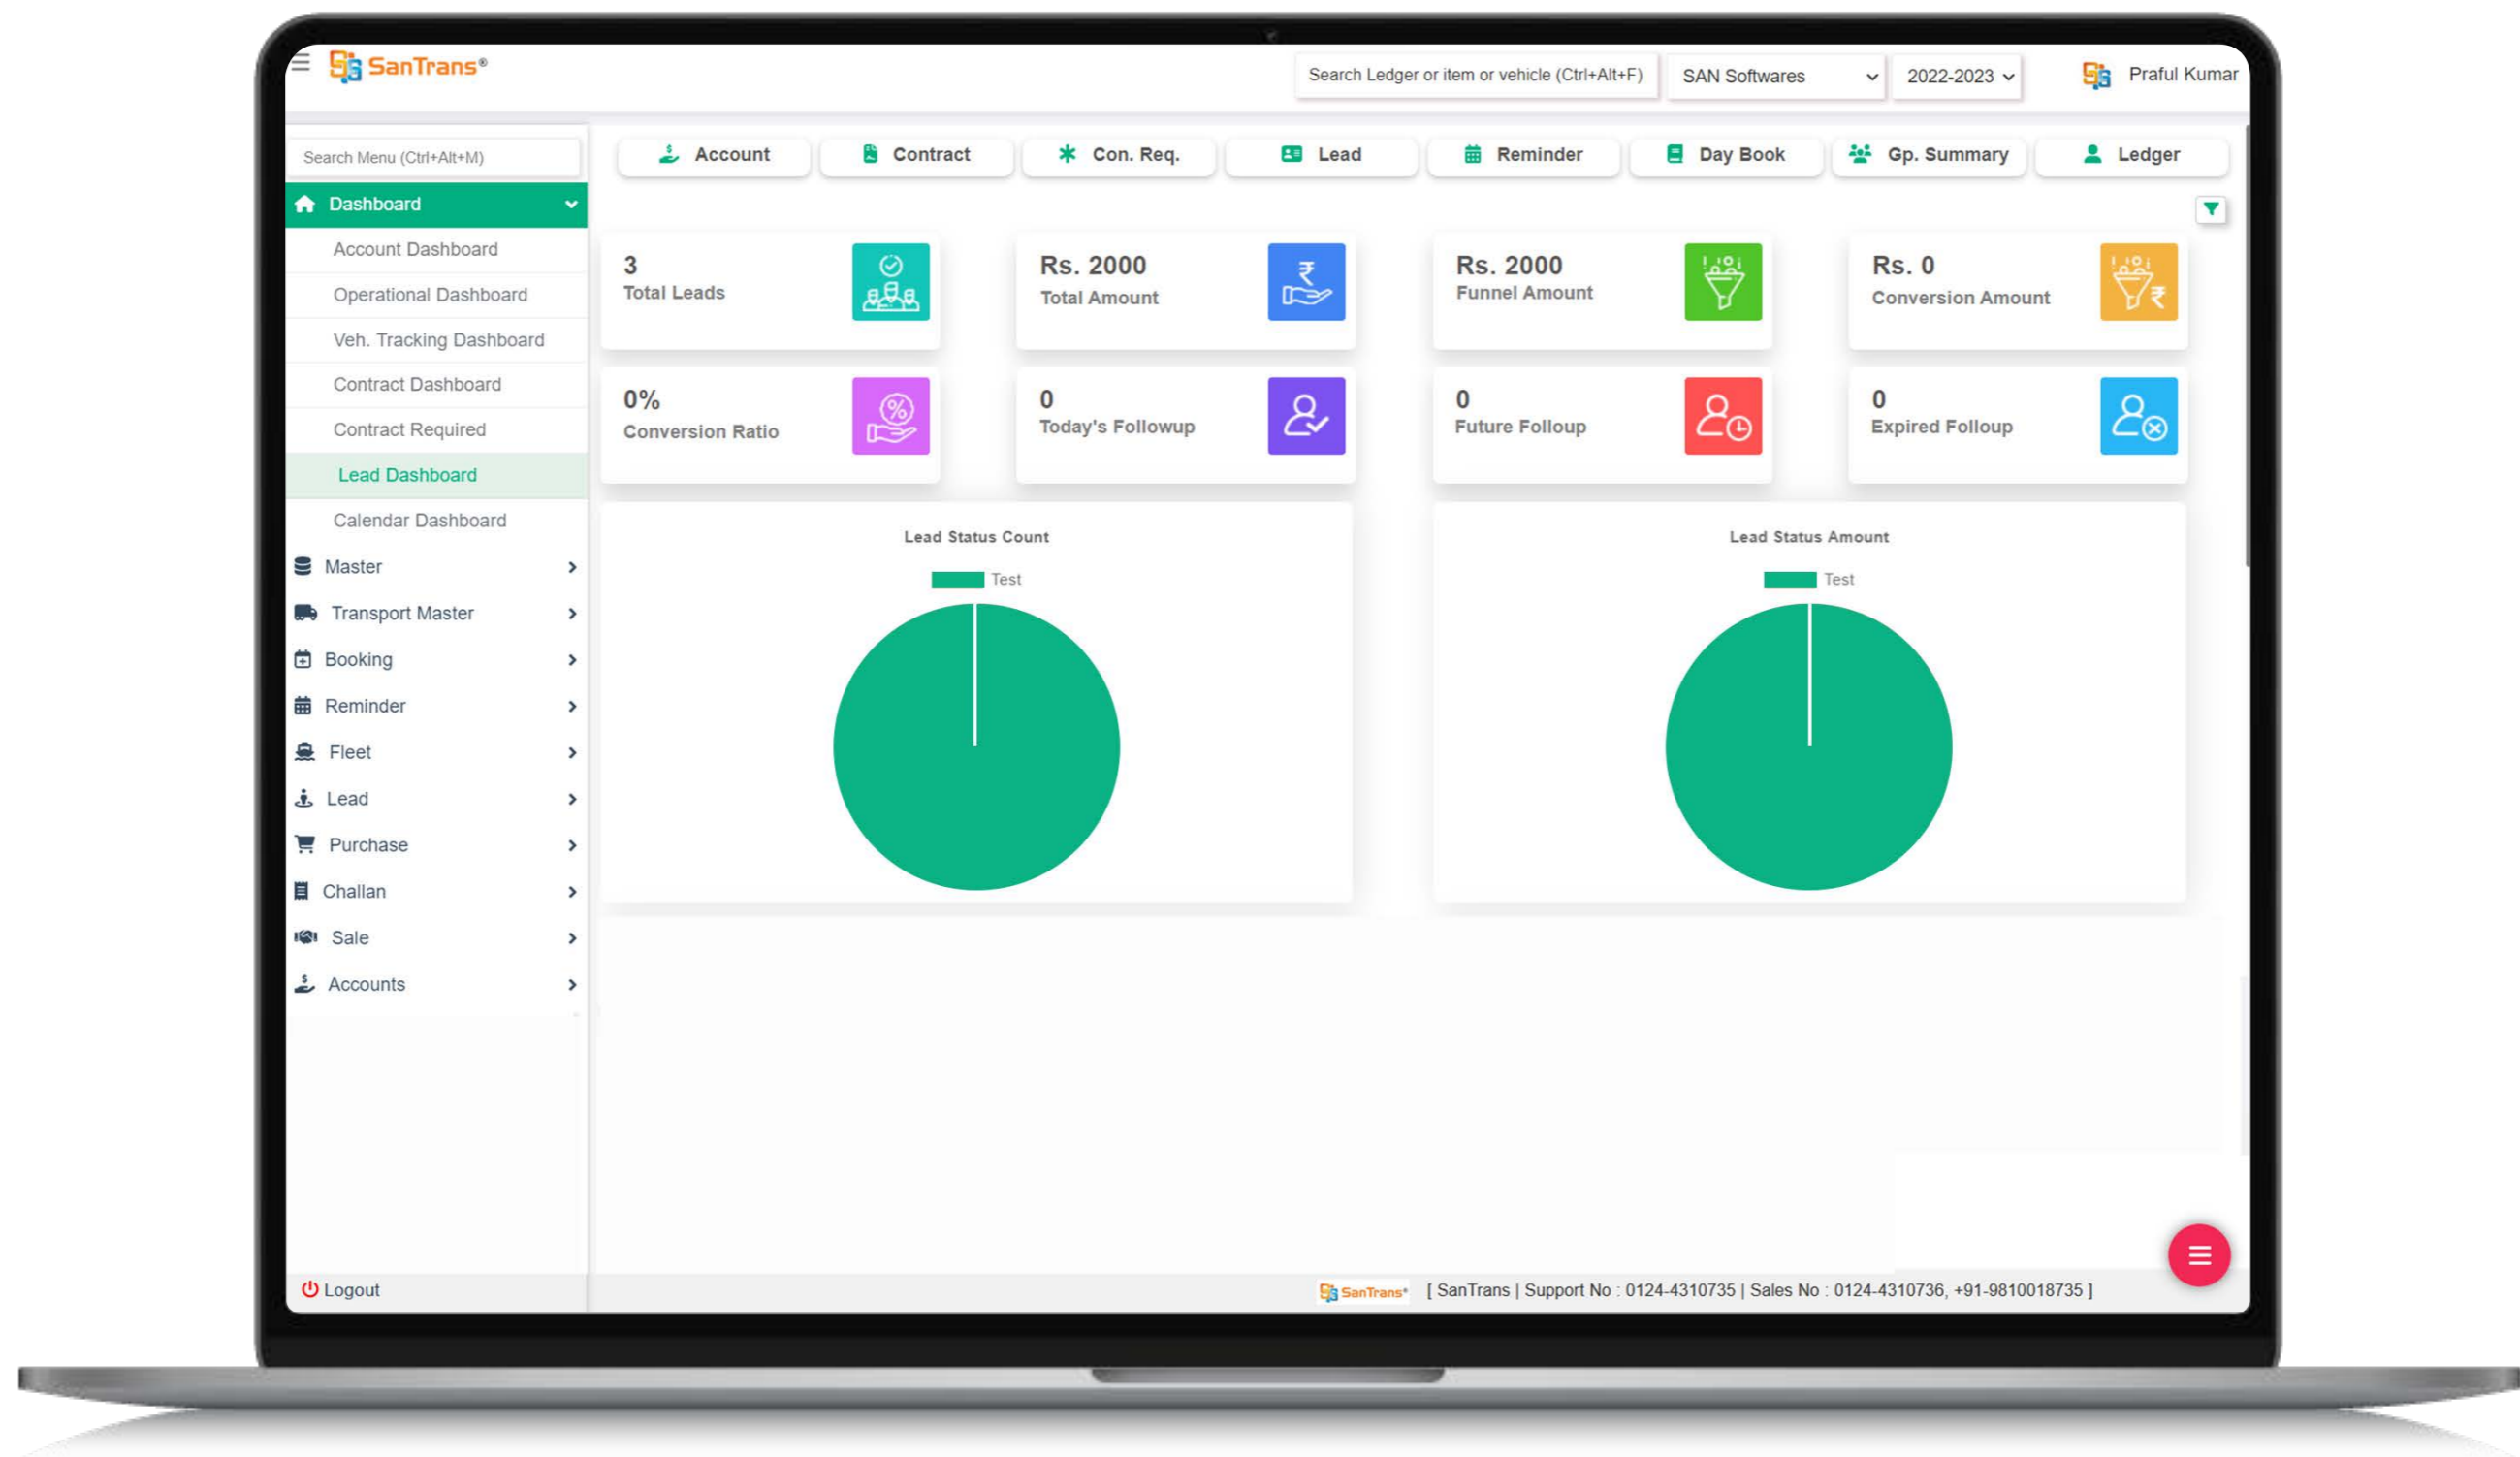 SanTrans®
Search Ledger or item or vehicle (Ctrl+Alt+F)
SAN Softwares
2022-2023
Praful Kumar
Search Menu (Ctrl+Alt+M)
Dashboard
Account Dashboard
Operational Dashboard
Veh. Tracking Dashboard
Contract Dashboard
Contract Required
Lead Dashboard
Calendar Dashboard
Master
Transport Master
Booking
Reminder
Fleet
Lead
Purchase
Challan
Sale
Accounts
Logout
Account
Contract
Con. Req.
Lead
Reminder
Day Book
Gp. Summary
Ledger
3
Total Leads
Rs. 2000
Total Amount
Rs. 2000
Funnel Amount
Rs. 0
Conversion Amount
0%
Conversion Ratio
0
Today's Followup
0
Future Folloup
0
Expired Folloup
Lead Status Count
Test
Lead Status Amount
Test
SanTrans® [ SanTrans | Support No : 0124-4310735 | Sales No : 0124-4310736, +91-9810018735 ]